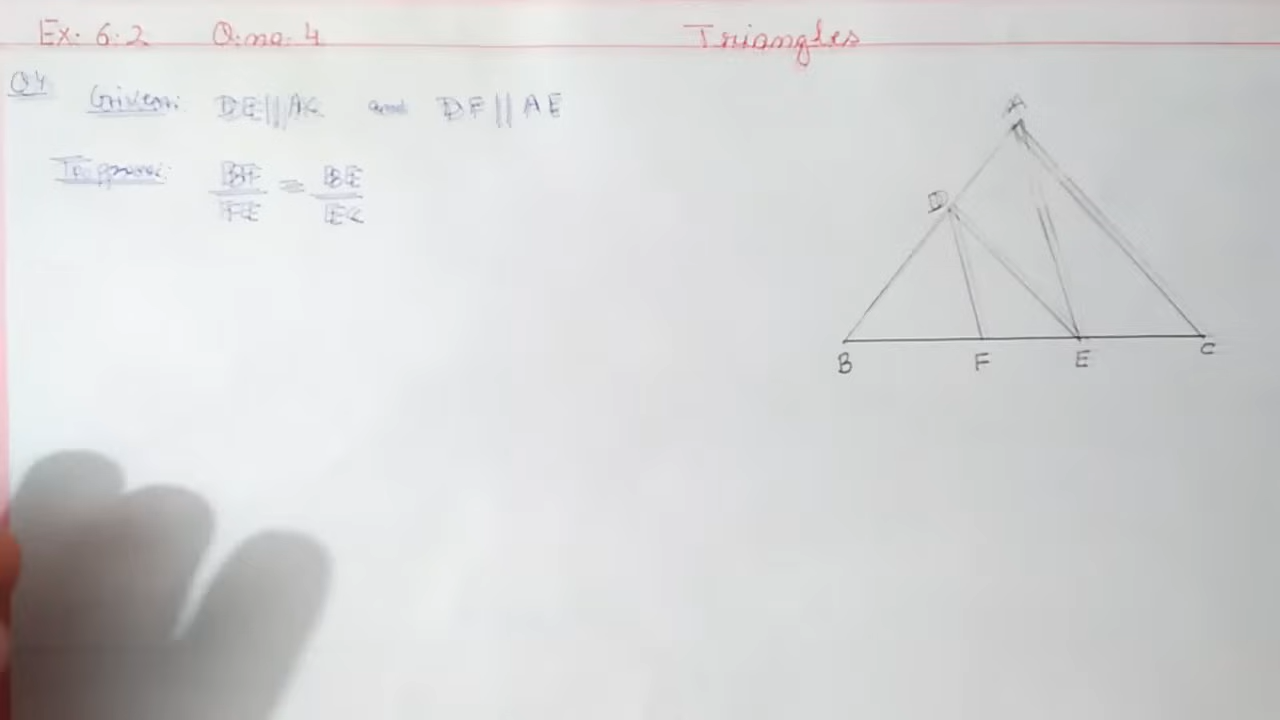 Ex: 6.2 Q.no. 4 Triangles
Q4 Given: DE||AC and DF||AE
To prove: BF/FE = BE/EC
A
D
B F E C